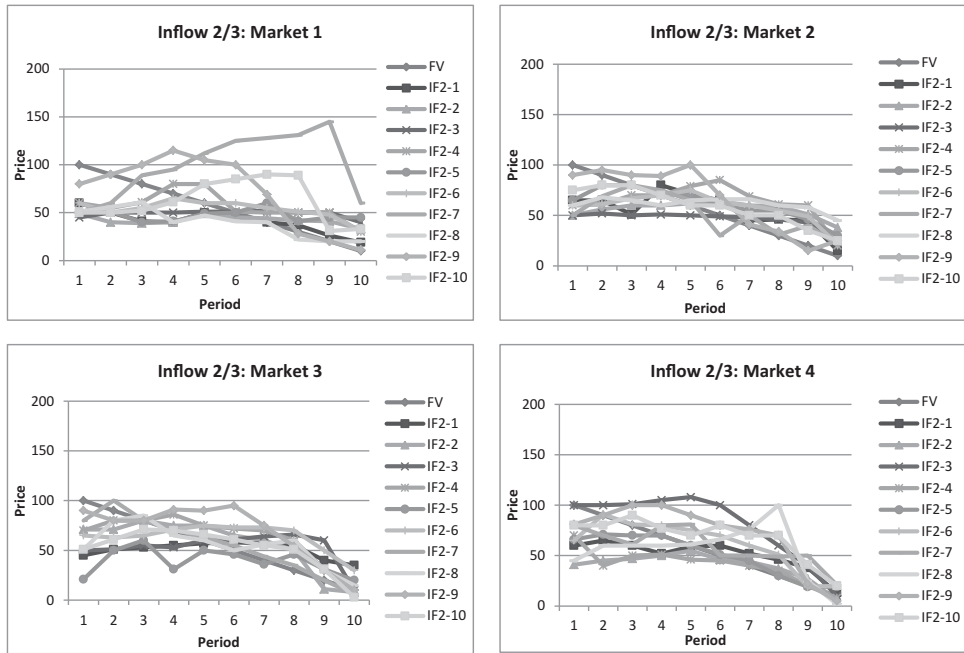 Inflow 2/3: Market 1
200
150
100
50
0
Price
1 2 3 4 5 6 7 8 9 10
Period
FV
IF2-1
IF2-2
IF2-3
IF2-4
IF2-5
IF2-6
IF2-7
IF2-8
IF2-9
IF2-10
Inflow 2/3: Market 2
200
150
100
50
0
Price
1 2 3 4 5 6 7 8 9 10
Period
FV
IF2-1
IF2-2
IF2-3
IF2-4
IF2-5
IF2-6
IF2-7
IF2-8
IF2-9
IF2-10
Inflow 2/3: Market 3
200
150
100
50
0
Price
1 2 3 4 5 6 7 8 9 10
Period
FV
IF2-1
IF2-2
IF2-3
IF2-4
IF2-5
IF2-6
IF2-7
IF2-8
IF2-9
IF2-10
Inflow 2/3: Market 4
200
150
100
50
0
Price
1 2 3 4 5 6 7 8 9 10
Period
FV
IF2-1
IF2-2
IF2-3
IF2-4
IF2-5
IF2-6
IF2-7
IF2-8
IF2-9
IF2-10